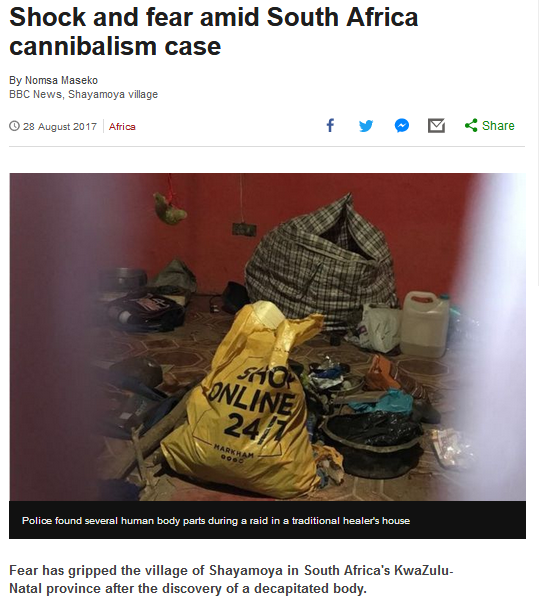 Shock and fear amid South Africa
cannibalism case
By Nomsa Maseko
BBC News, Shayamoya village
28 August 2017 Africa
Share
SHOP
ONLINE
24/7
MARKHAM
Police found several human body parts during a raid in a traditional healer's house
Fear has gripped the village of Shayamoya in South Africa's KwaZulu-
Natal province after the discovery of a decapitated body.